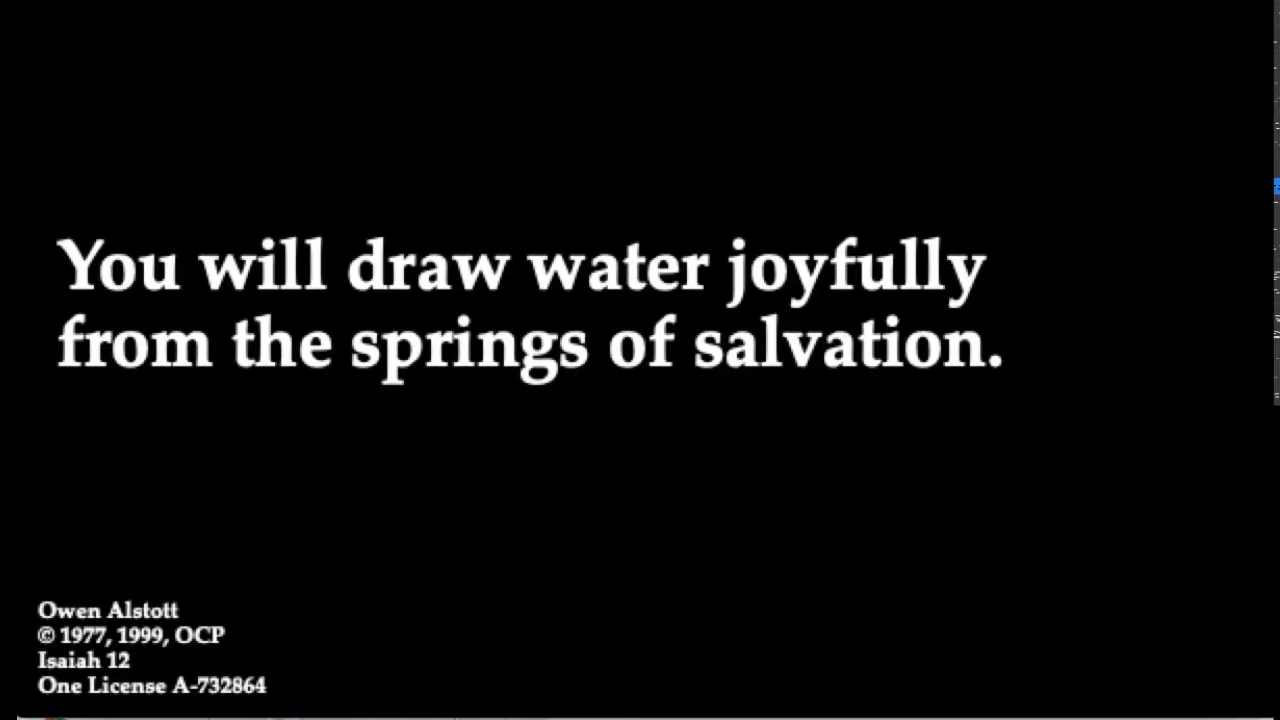 You will draw water joyfully
from the springs of salvation.
Owen Alstott
© 1977, 1999, OCP
Isaiah 12
One License A-732864